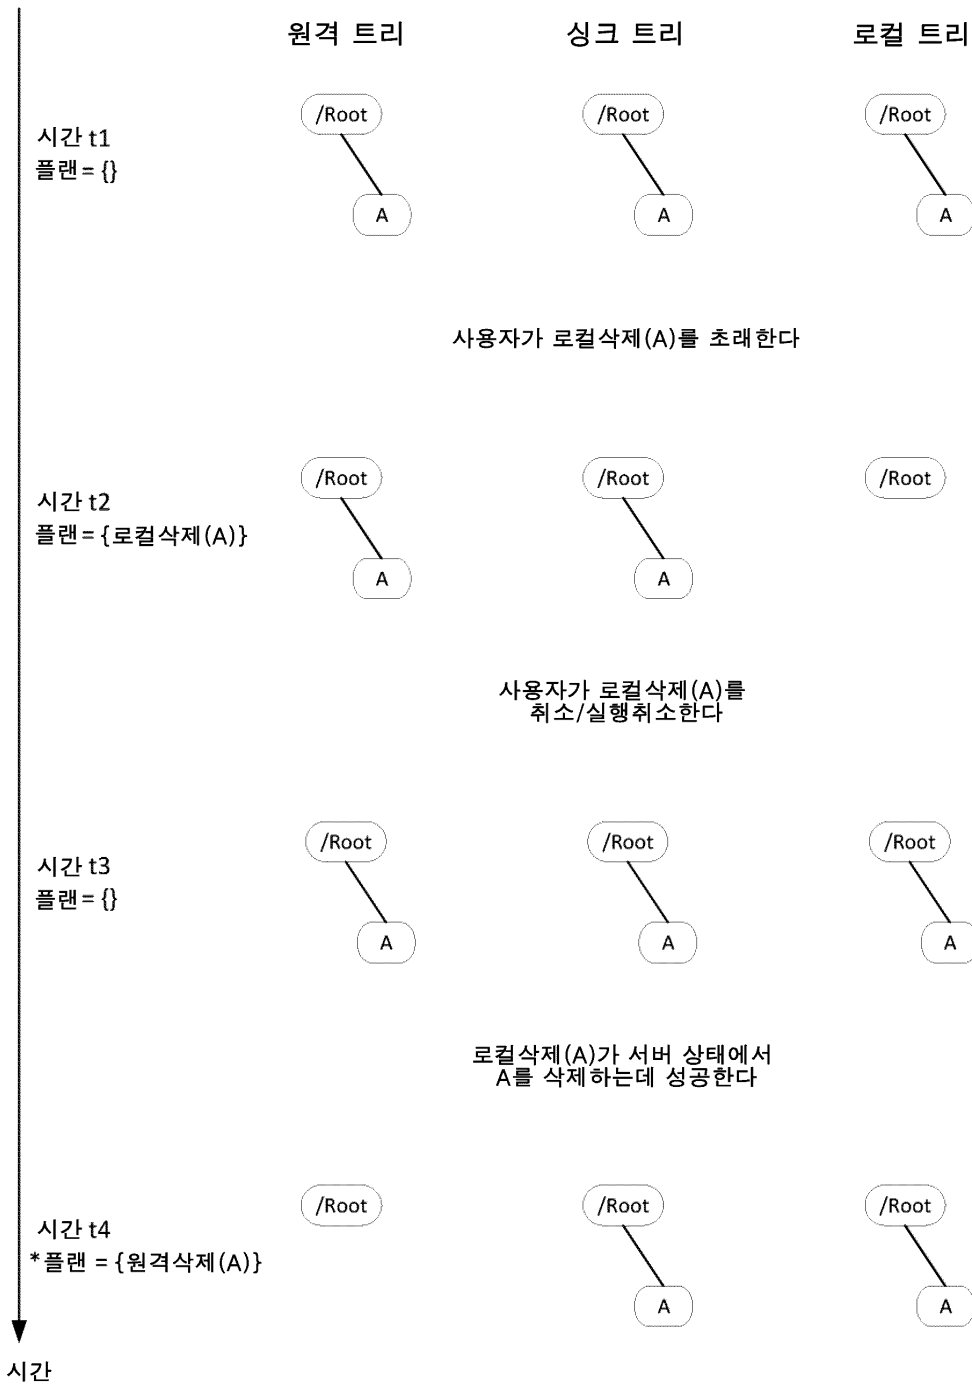 원격 트리
싱크 트리
로컬 트리
시간 t1
플랜= {}
/Root
A
/Root
A
/Root
A
사용자가 로컬삭제(A)를 초래한다
시간 t2
플랜= {로컬삭제(A)}
/Root
A
/Root
A
/Root
사용자가 로컬삭제(A)를
취소/실행취소한다
시간 t3
플랜= {}
/Root
A
/Root
A
/Root
A
로컬삭제(A)가 서버 상태에서
A를 삭제하는데 성공한다
시간 t4
*플랜 = {원격삭제(A)}
/Root
/Root
A
/Root
A
시간